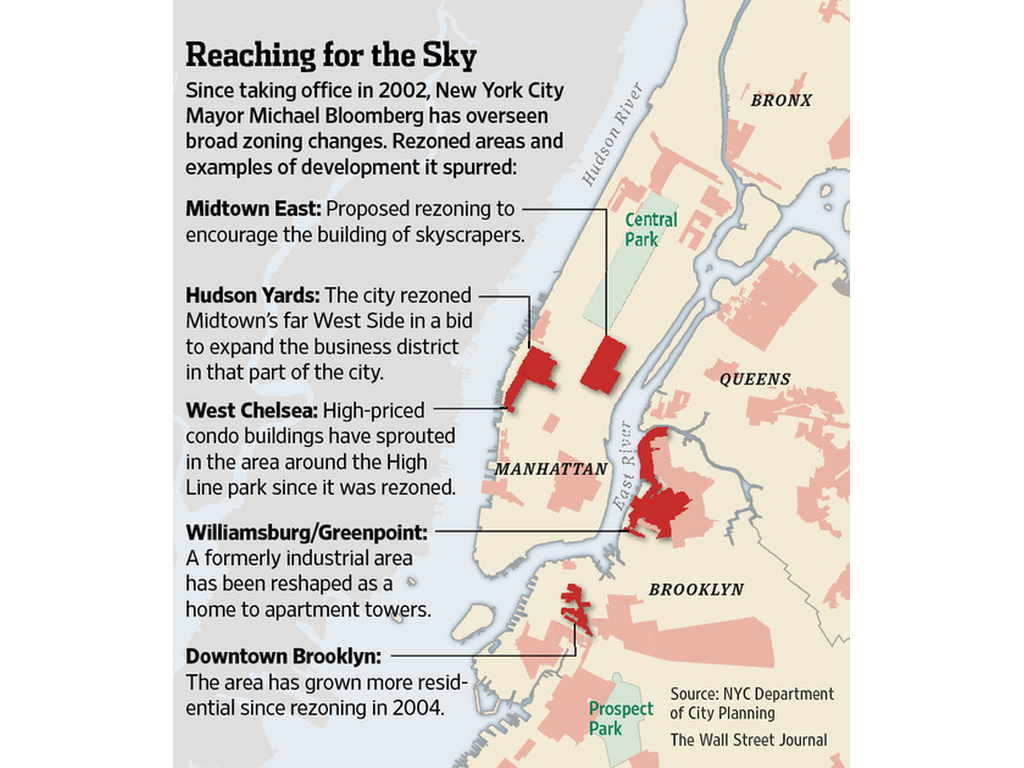 Reaching for the Sky
Since taking office in 2002, New York City
Mayor Michael Bloomberg has overseen
broad zoning changes. Rezoned areas and
examples of development it spurred:
Midtown East: Proposed rezoning to
encourage the building of skyscrapers.
Hudson Yards: The city rezoned
Midtown's far West Side in a bid
to expand the business district
in that part of the city.
West Chelsea: High-priced
condo buildings have sprouted
in the area around the High
Line park since it was rezoned.
Williamsburg/Greenpoint:
A formerly industrial area
has been reshaped as a
home to apartment towers.
Downtown Brooklyn:
The area has grown more resid-
ential since rezoning in 2004.
Hudson River
BRONX
Central
Park
QUEENS
MANHATTAN
East River
BROOKLYN
Prospect
Park
Source: NYC Department
of City Planning
The Wall Street Journal